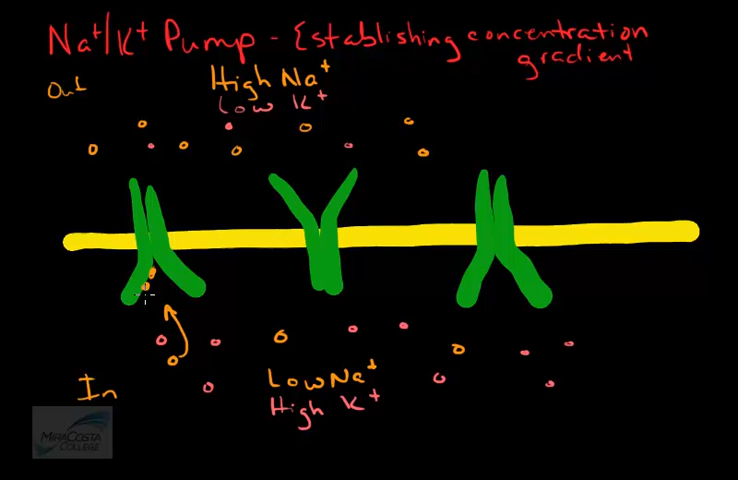 Na⁺/K⁺ Pump - Establishing concentration
gradient
Out
High Na⁺
Low K⁺
In
Low Na⁺
High K⁺
MIRACOSTA
COLLEGE